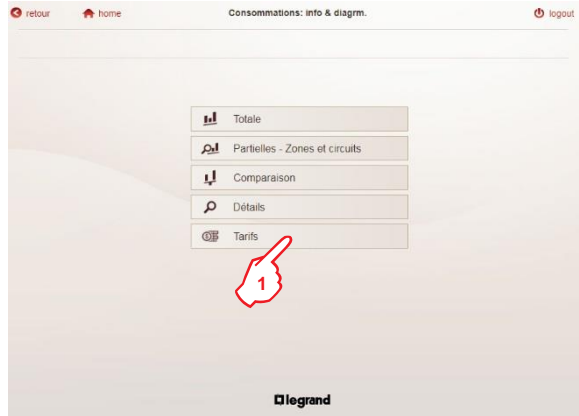 retour home Consommations: info & diagrm. logout
Totale
Partielles - Zones et circuits
Comparaison
Détails
Tarifs
1
legrand